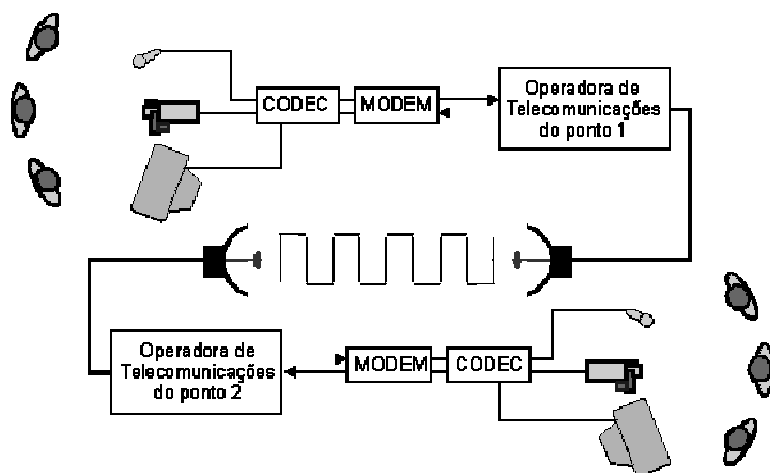 CODEC
MODEM
Operadora de
Telecomunicações
do ponto 1
Operadora de
Telecomunicações
do ponto 2
MODEM
CODEC